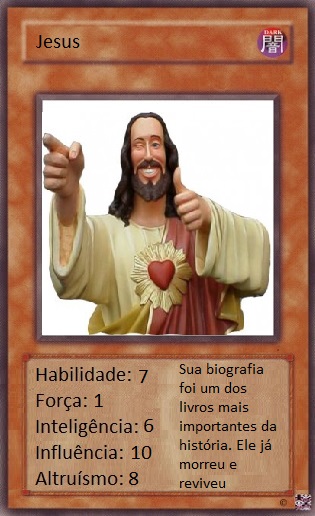 Jesus
DARK
闇
Habilidade: 7
Força: 1
Inteligência: 6
Influência: 10
Altruísmo: 8
Sua biografia
foi um dos
livros mais
importantes da
história. Ele já
morreu e
reviveu
©